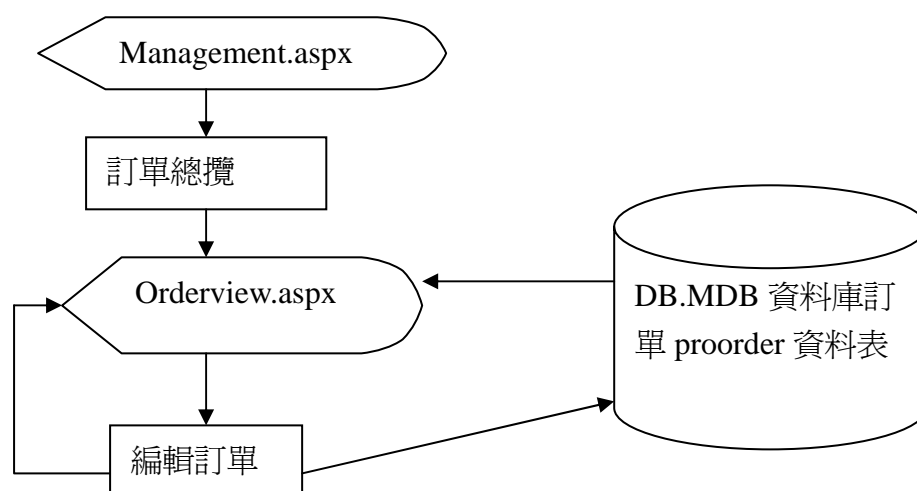 Management.aspx
訂單總攬
Orderview.aspx
DB.MDB 資料庫訂
單 proorder 資料表
編輯訂單